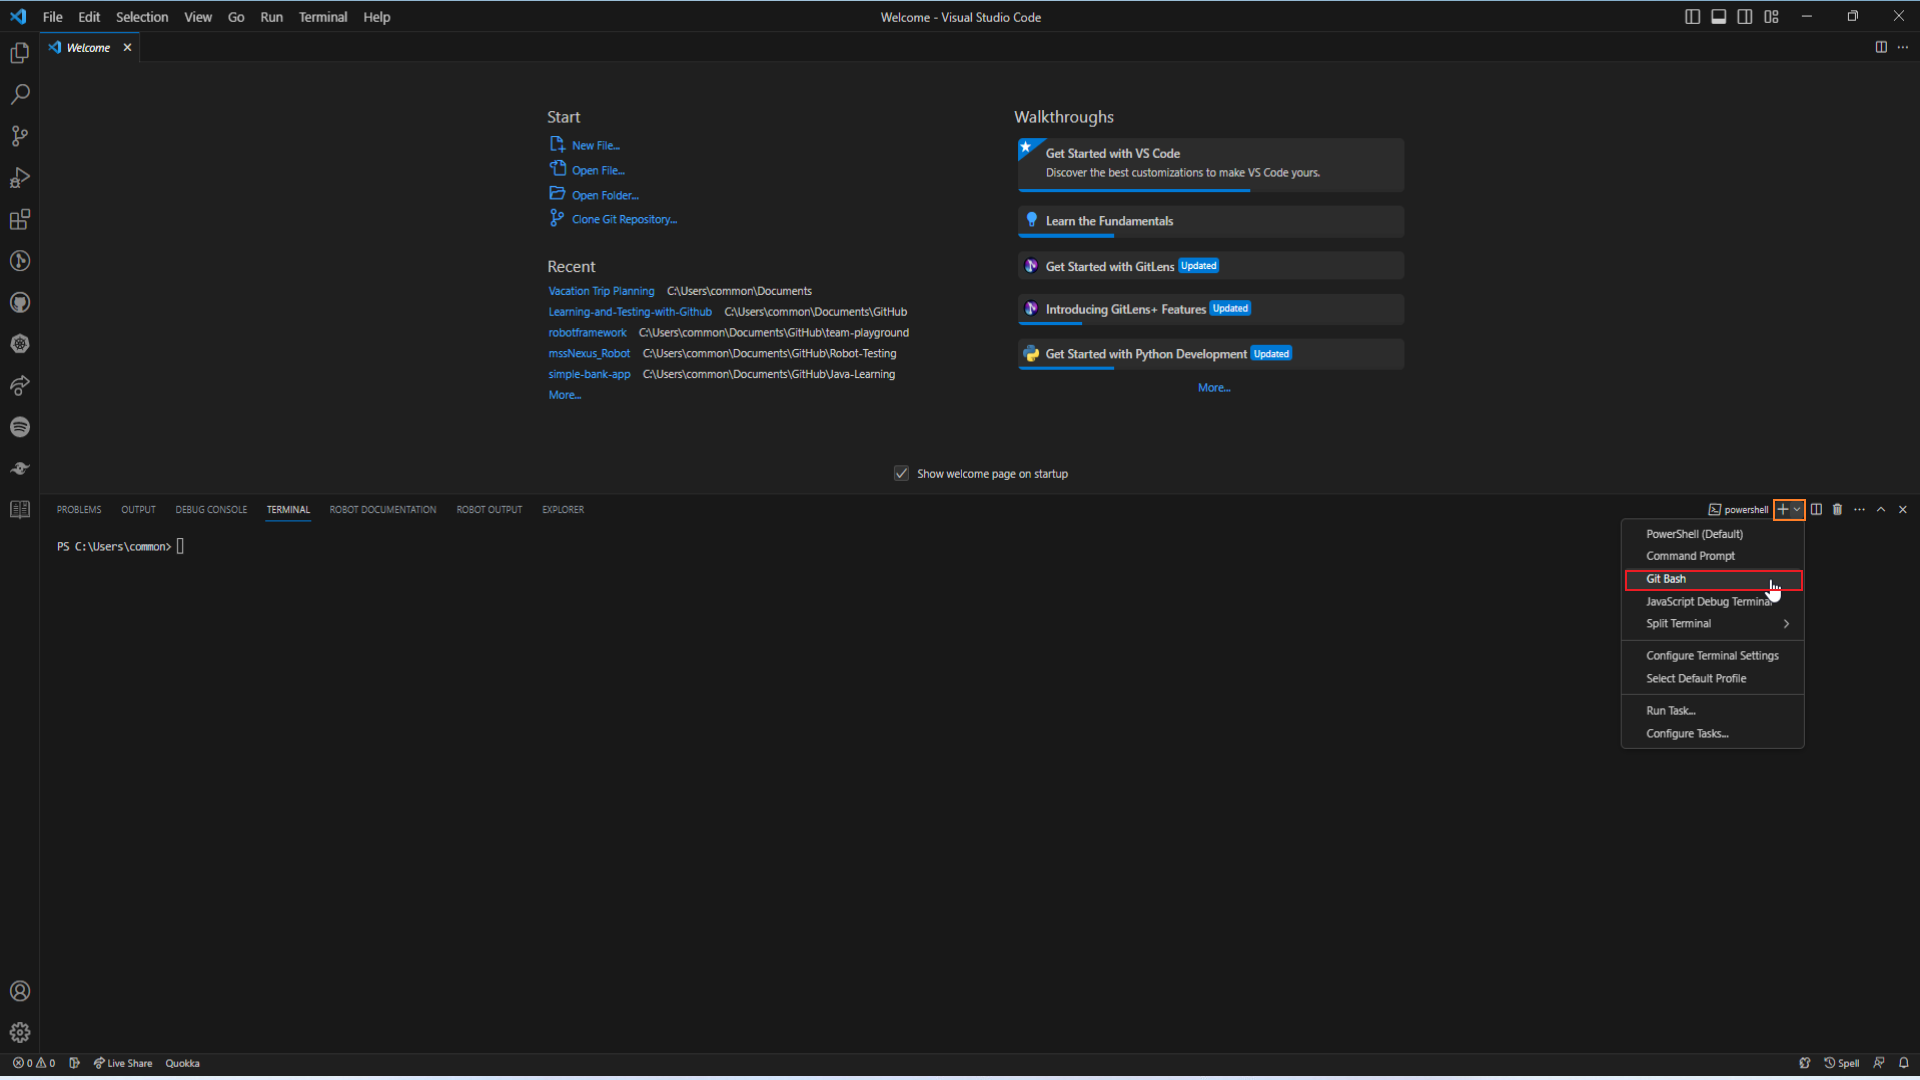 File Edit Selection View Go Run Terminal Help
Welcome - Visual Studio Code
Welcome
Start
New File...
Open File...
Open Folder...
Clone Git Repository...
Recent
Vacation Trip Planning C:\Users\common\Documents
Learning-and-Testing-with-Github C:\Users\common\Documents\GitHub
robotframework C:\Users\common\Documents\GitHub\team-playground
mssNexus_Robot C:\Users\common\Documents\GitHub\Robot-Testing
simple-bank-app C:\Users\common\Documents\GitHub\Java-Learning
More...
Walkthroughs
Get Started with VS Code
Discover the best customizations to make VS Code yours.
Learn the Fundamentals
Get Started with GitLens Updated
Introducing GitLens+ Features Updated
Get Started with Python Development Updated
More...
Show welcome page on startup
PROBLEMS OUTPUT DEBUG CONSOLE TERMINAL ROBOT DOCUMENTATION ROBOT OUTPUT EXPLORER
powershell
PS C:\Users\common>
PowerShell (Default)
Command Prompt
Git Bash
JavaScript Debug Terminal
Split Terminal
Configure Terminal Settings
Select Default Profile
Run Task...
Configure Tasks...
0 0 Live Share Quokka
Spell